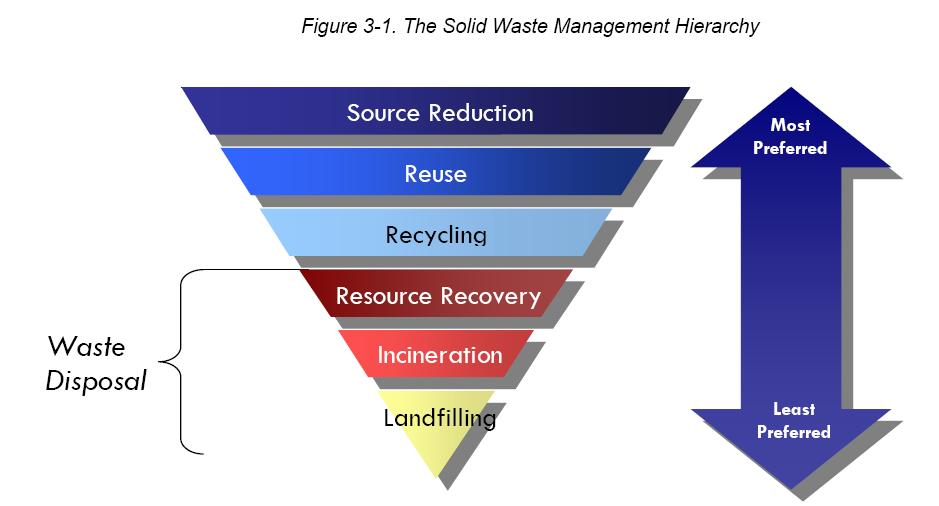 Figure 3-1. The Solid Waste Management Hierarchy
Source Reduction
Reuse
Recycling
Resource Recovery
Incineration
Landfilling
Waste
Disposal
Most
Preferred
Least
Preferred